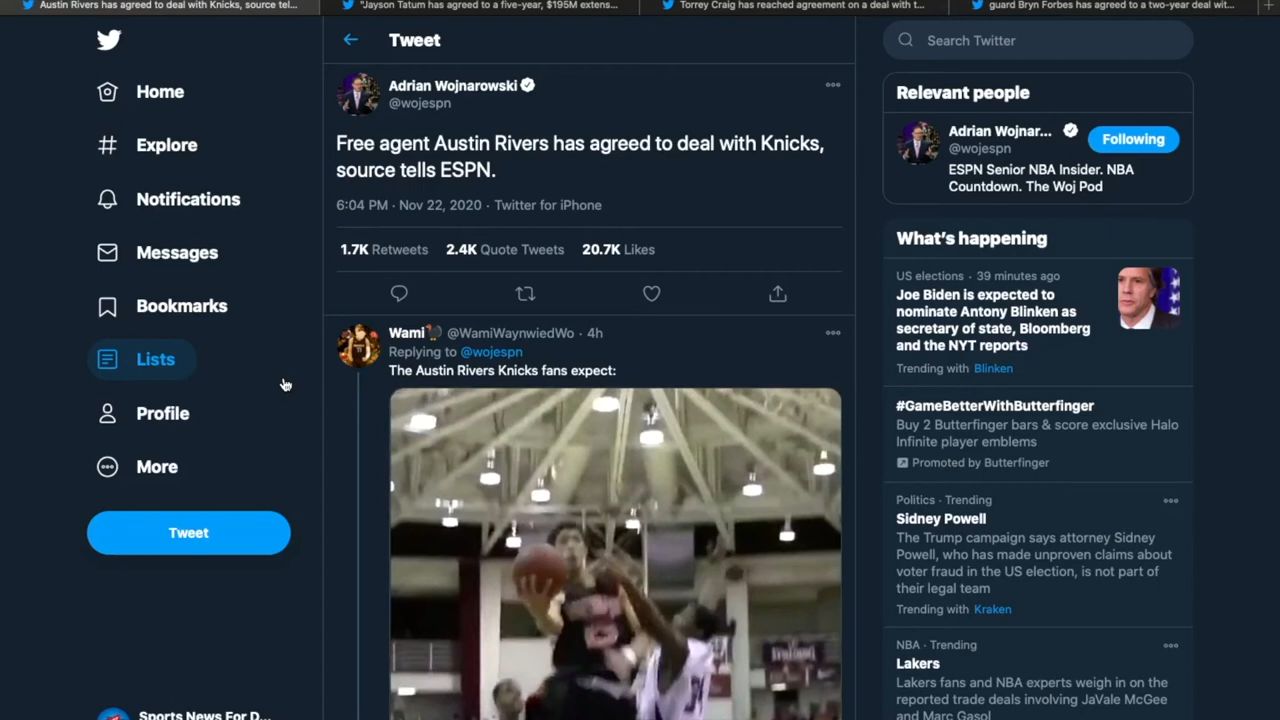 Austin Rivers has agreed to deal with Knicks, source tel...
"Jayson Tatum has agreed to a five-year, $195M extens...
Torrey Craig has reached agreement on a deal with t...
guard Bryn Forbes has agreed to a two-year deal wit...
Home
Explore
Notifications
Messages
Bookmarks
Lists
Profile
More
Tweet
Sports News For D...
Tweet
Adrian Wojnarowski
@wojespn
Free agent Austin Rivers has agreed to deal with Knicks,
source tells ESPN.
6:04 PM · Nov 22, 2020 · Twitter for iPhone
1.7K Retweets 2.4K Quote Tweets 20.7K Likes
Wami @WamiWaynwiedWo · 4h
Replying to @wojespn
The Austin Rivers Knicks fans expect:
Search Twitter
Relevant people
Adrian Wojnar...
@wojespn
Following
ESPN Senior NBA Insider. NBA
Countdown. The Woj Pod
What's happening
US elections · 39 minutes ago
Joe Biden is expected to
nominate Antony Blinken as
secretary of state, Bloomberg
and the NYT reports
Trending with Blinken
#GameBetterWithButterfinger
Buy 2 Butterfinger bars & score exclusive Halo
Infinite player emblems
Promoted by Butterfinger
Politics · Trending
Sidney Powell
The Trump campaign says attorney Sidney
Powell, who has made unproven claims about
voter fraud in the US election, is not part of
their legal team
Trending with Kraken
NBA · Trending
Lakers
Lakers fans and NBA experts weigh in on the
reported trade deals involving JaVale McGee
and Marc Gasol